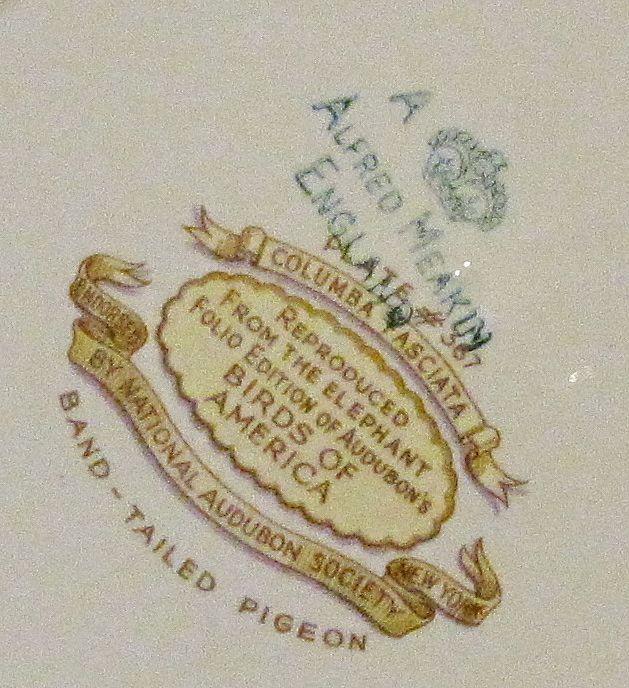 A
ALFRED MEAKIN
ENGLAND
PLATE # 367
COLUMBA FASCIATA
REPRODUCED
FROM THE ELEPHANT
FOLIO EDITION OF AUDUBON'S
BIRDS OF
AMERICA
ENDORSED
BY NATIONAL AUDUBON SOCIETY
NEW YORK
BAND-TAILED PIGEON